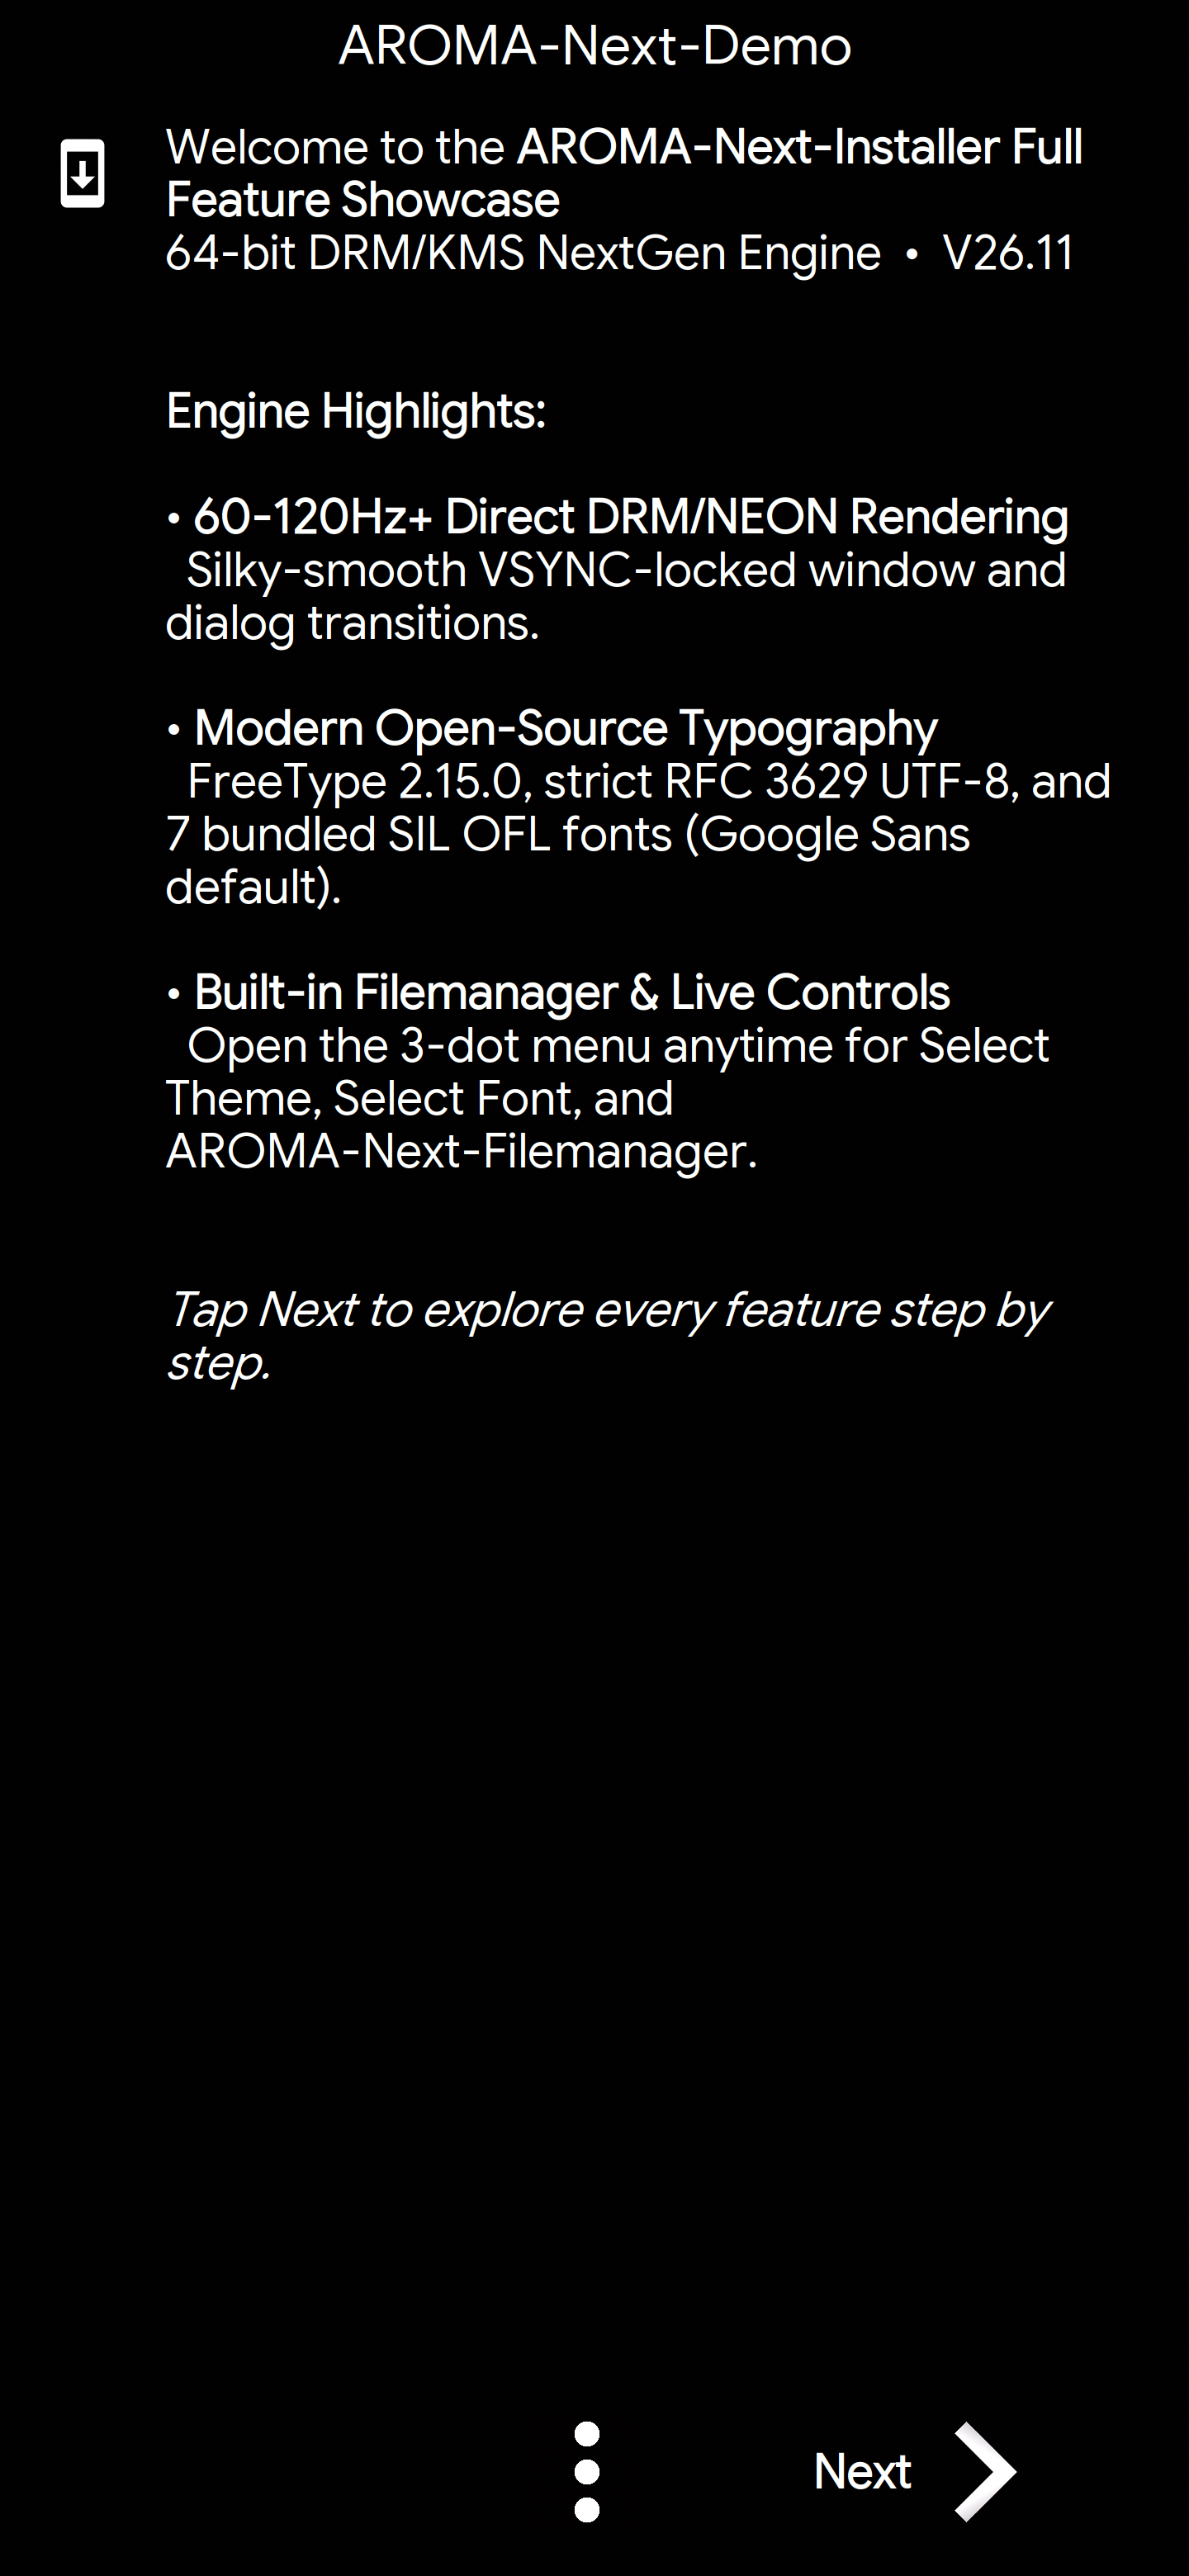 AROMA-Next-Demo
Welcome to the AROMA-Next-Installer Full
Feature Showcase
64-bit DRM/KMS NextGen Engine • V26.11
Engine Highlights:
• 60-120Hz+ Direct DRM/NEON Rendering
Silky-smooth VSYNC-locked window and
dialog transitions.
• Modern Open-Source Typography
FreeType 2.15.0, strict RFC 3629 UTF-8, and
7 bundled SIL OFL fonts (Google Sans
default).
• Built-in Filemanager & Live Controls
Open the 3-dot menu anytime for Select
Theme, Select Font, and
AROMA-Next-Filemanager.
Tap Next to explore every feature step by
step.
Next